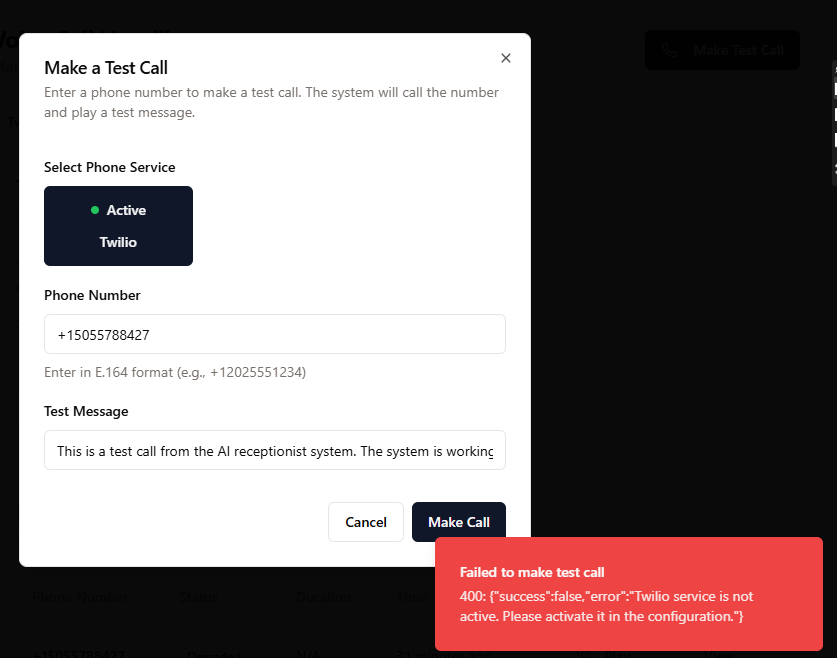 Make Test Call
Make a Test Call
Enter a phone number to make a test call. The system will call the number
and play a test message.
Select Phone Service
Active
Twilio
Phone Number
+15055788427
Enter in E.164 format (e.g., +12025551234)
Test Message
This is a test call from the AI receptionist system. The system is working
Cancel
Make Call
Failed to make test call
400: {"success":false,"error":"Twilio service is not
active. Please activate it in the configuration."}
Phone Number Status Duration Time
+15055788427 N/A Play View